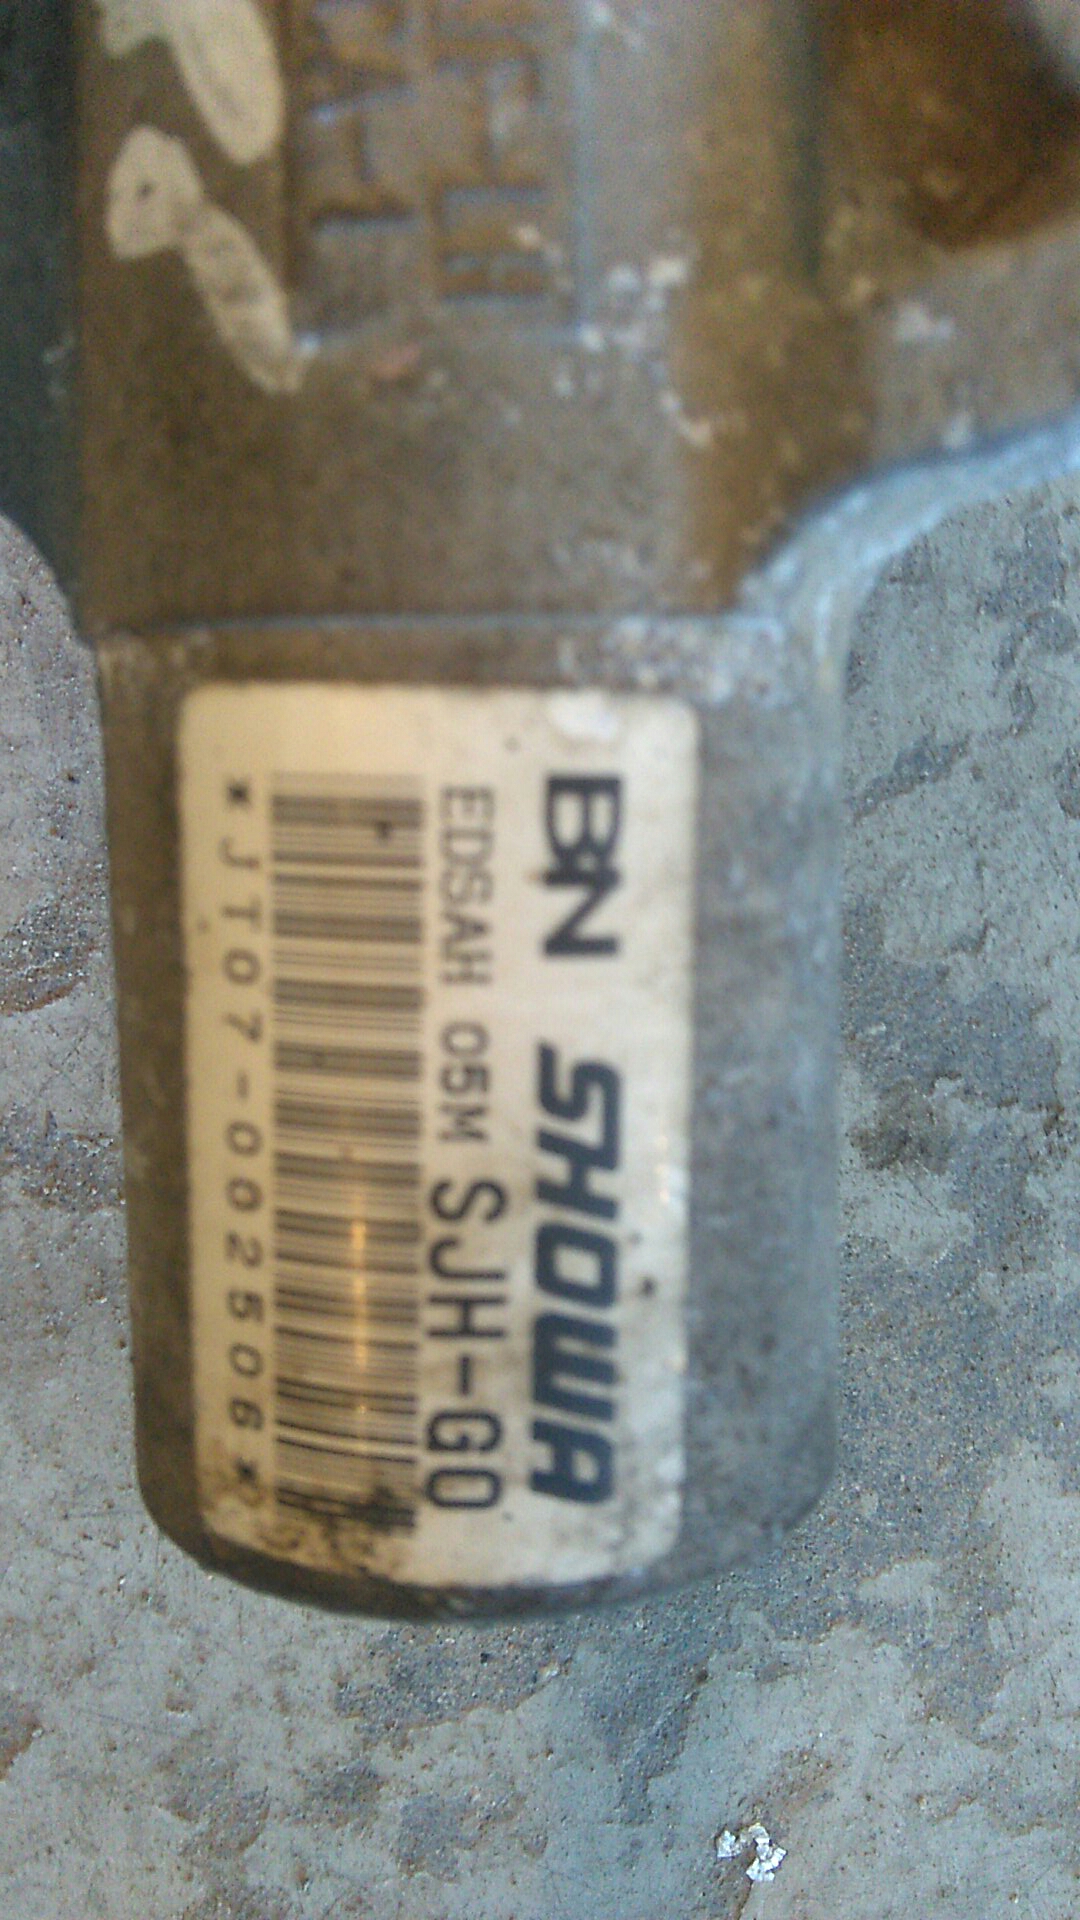 BN SHOWA
EDSAH 05M SJH-G0
*JT07-002506*